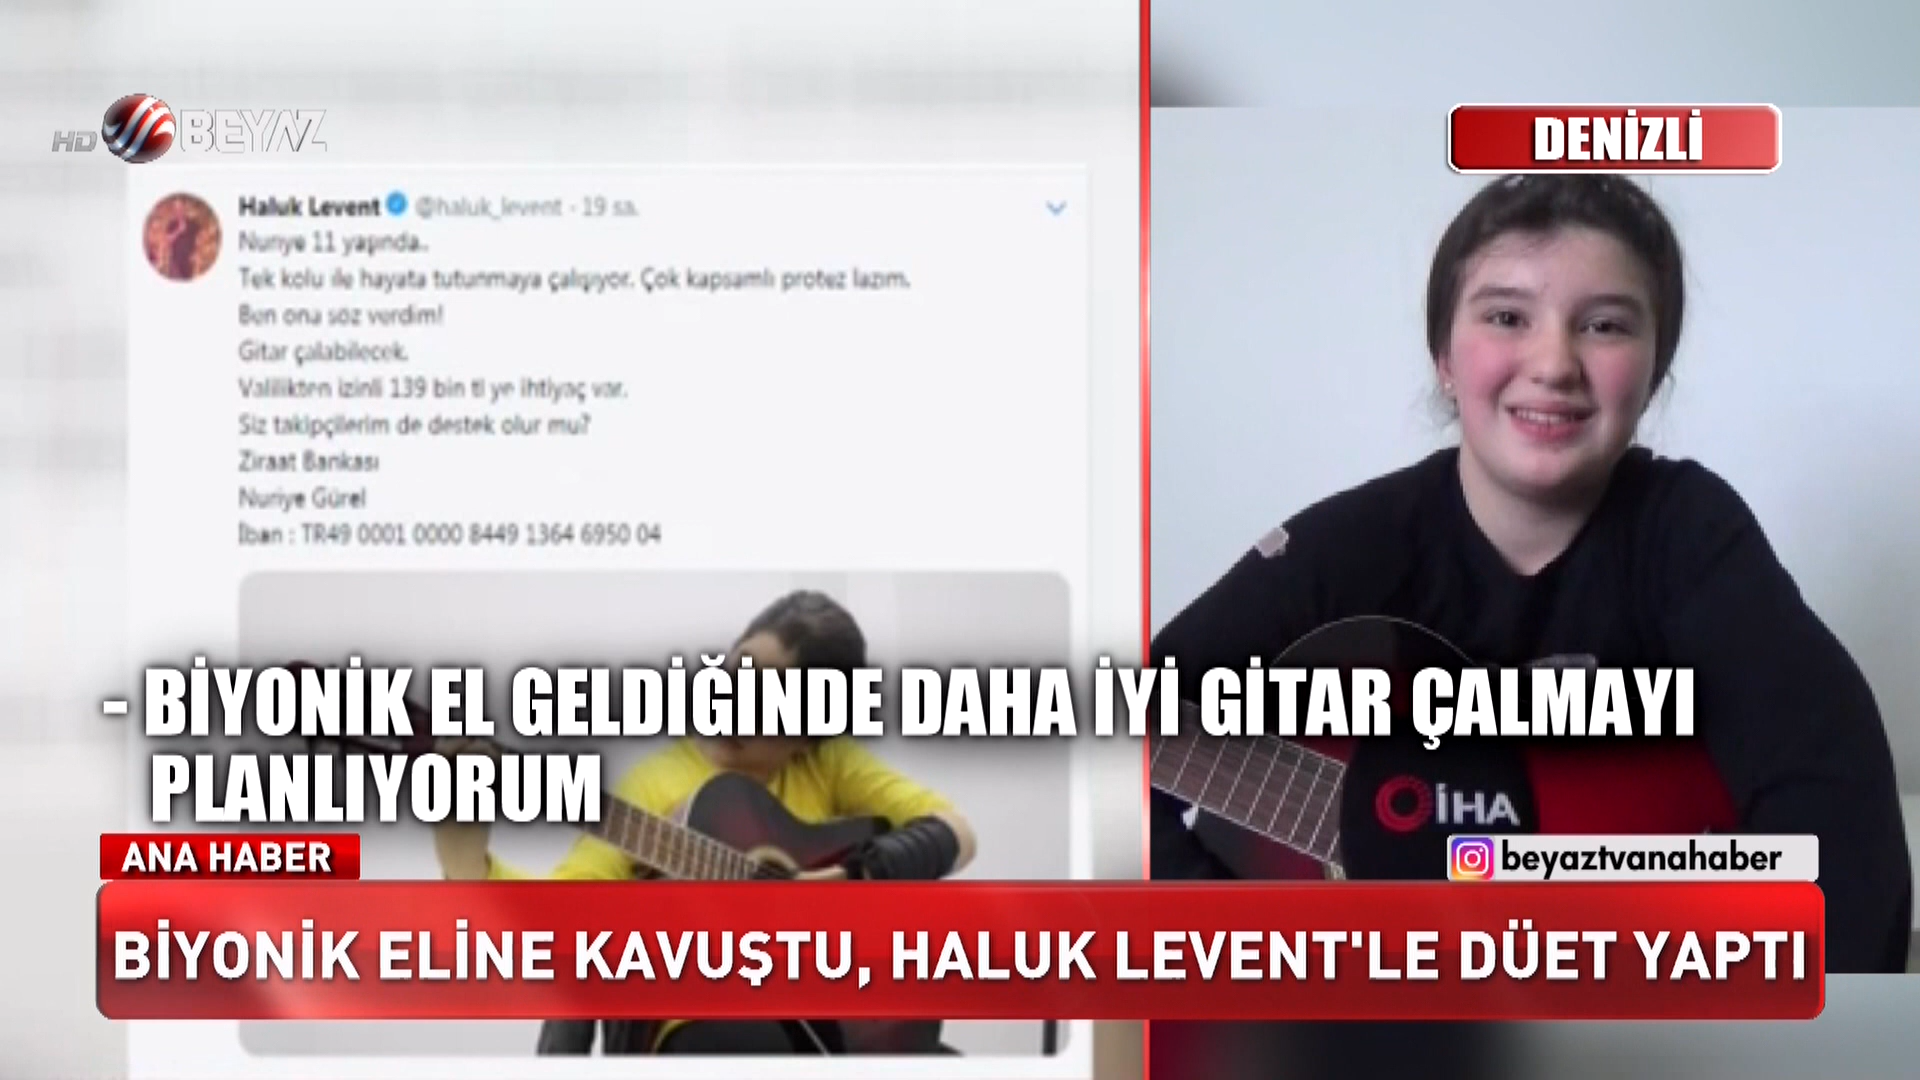 HD BEYAZ
DENİZLİ
Haluk Levent @haluk_levent · 19 sa.
Nuriye 11 yaşında..
Tek kolu ile hayata tutunmaya çalışıyor. Çok kapsamlı protez lazım.
Ben ona söz verdim!
Gitar çalabilecek.
Valilikten izinli 139 bin tl ye ihtiyaç var.
Siz takipçilerim de destek olur mu?
Ziraat Bankası
Nuriye Gürel
İban : TR49 0001 0000 8449 1364 6950 04
- BİYONİK EL GELDİĞİNDE DAHA İYİ GİTAR ÇALMAYI
PLANLIYORUM
İHA
ANA HABER
beyaztvanahaber
BİYONİK ELİNE KAVUŞTU, HALUK LEVENT'LE DÜET YAPTI